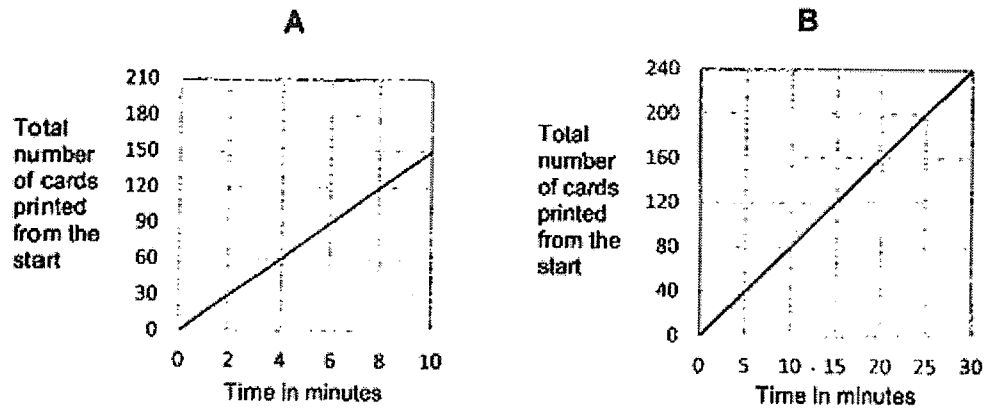 A
210
180
150
120
90
60
30
0
Total
number
of cards
printed
from the
start
0 2 4 6 8 10
Time in minutes
B
240
200
160
120
80
40
0
Total
number
of cards
printed
from the
start
0 5 10 15 20 25 30
Time in minutes